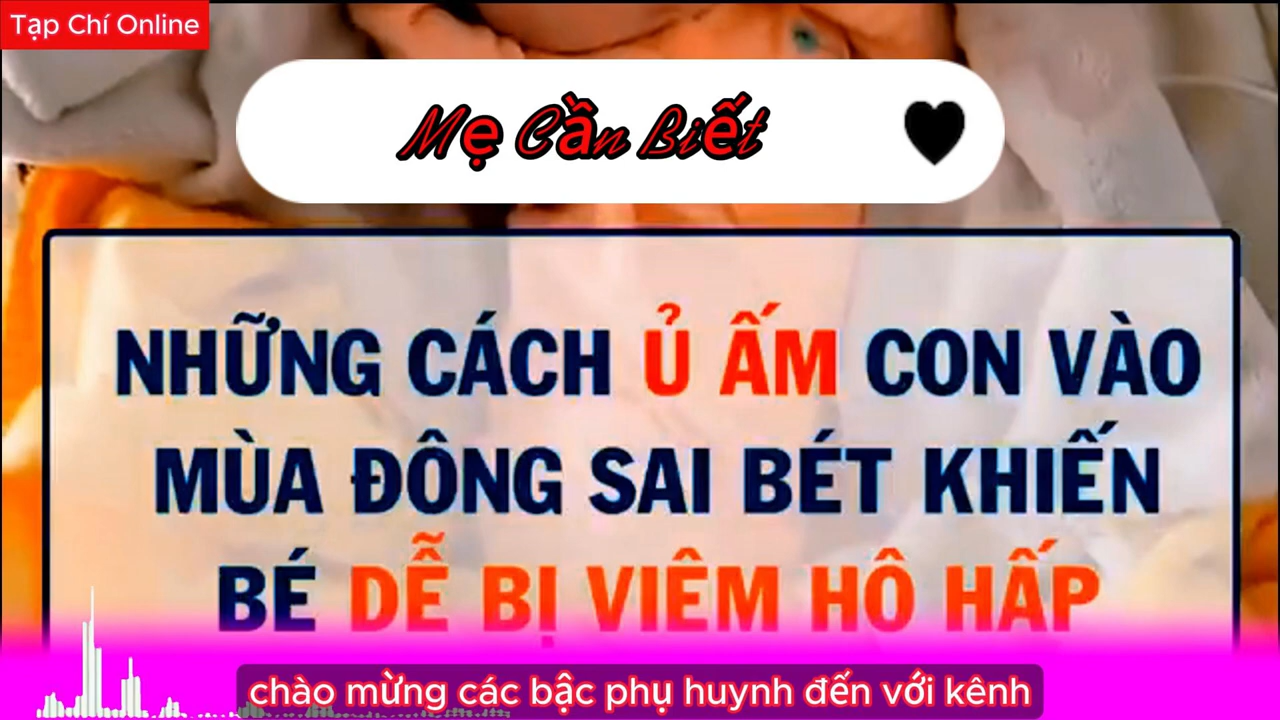 Tạp Chí Online
Mẹ Cần Biết
NHỮNG CÁCH Ủ ẤM CON VÀO
MÙA ĐÔNG SAI BÉT KHIẾN
BÉ DỄ BỊ VIÊM HÔ HẤP
chào mừng các bậc phụ huynh đến với kênh